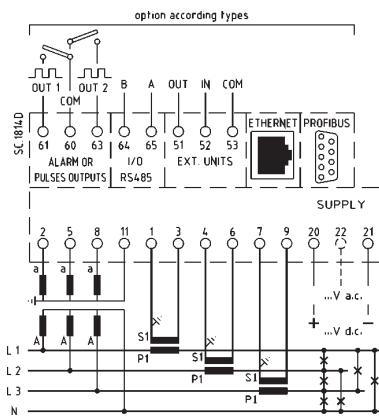 option according types
OUT 1 OUT 2 B A OUT IN COM
COM
ETHERNET PROFIBUS
SC.1814D
61 60 63 64 65 51 52 53
ALARM OR I/O EXT. UNITS
PULSES OUTPUTS RS485
SUPPLY
2 5 8 11 1 3 4 6 7 9 20 22 21
a a a
...V a.c.
+ −
...V d.c.
A A A
S1
L 1
P1
S1
L 2
P1
S1
L 3
P1
N